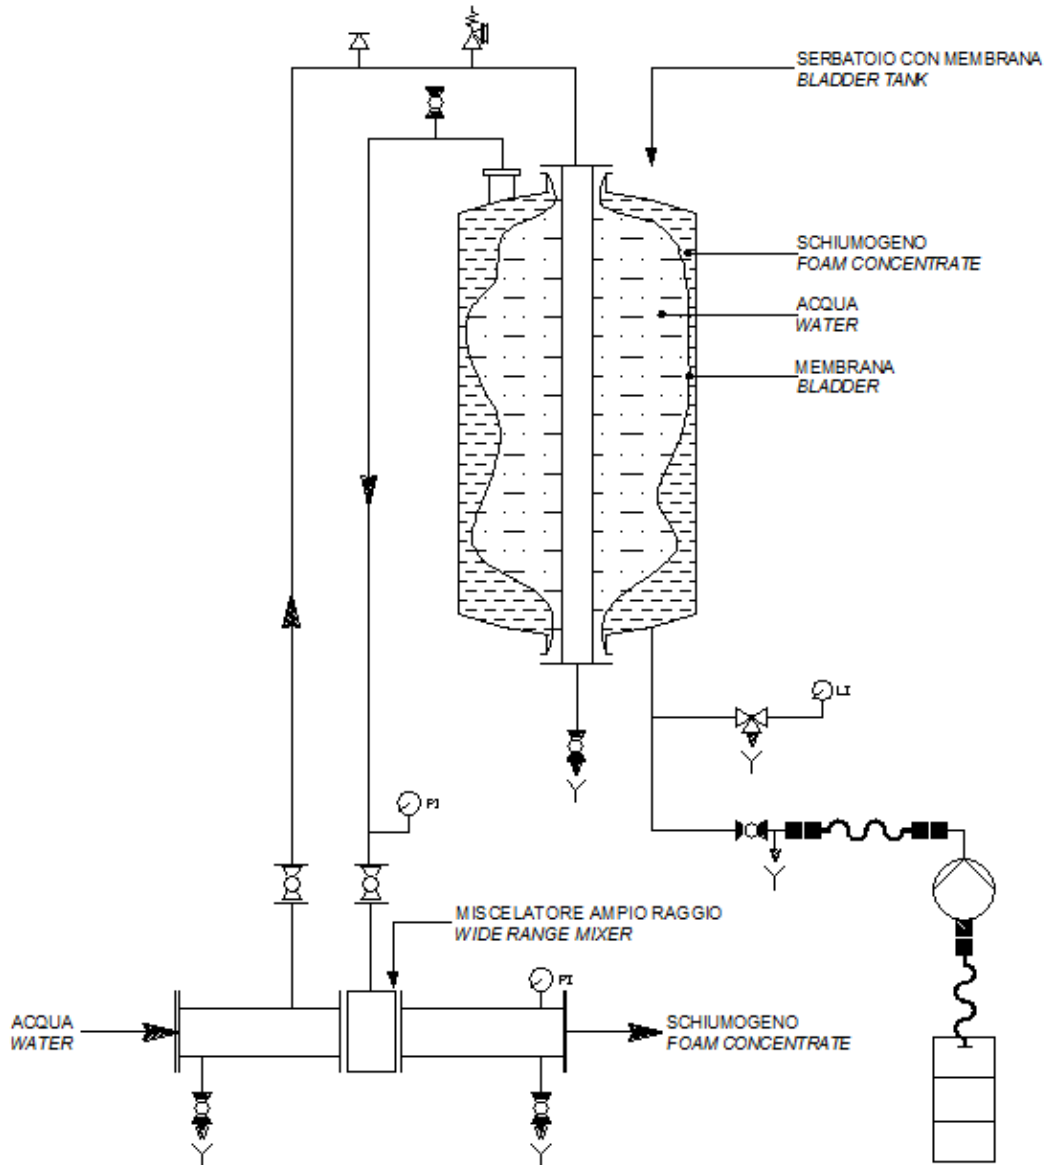 SERBATOIO CON MEMBRANA
BLADDER TANK
SCHIUMOGENO
FOAM CONCENTRATE
ACQUA
WATER
MEMBRANA
BLADDER
LI
PI
MISCELATORE AMPIO RAGGIO
WIDE RANGE MIXER
PI
ACQUA
WATER
SCHIUMOGENO
FOAM CONCENTRATE